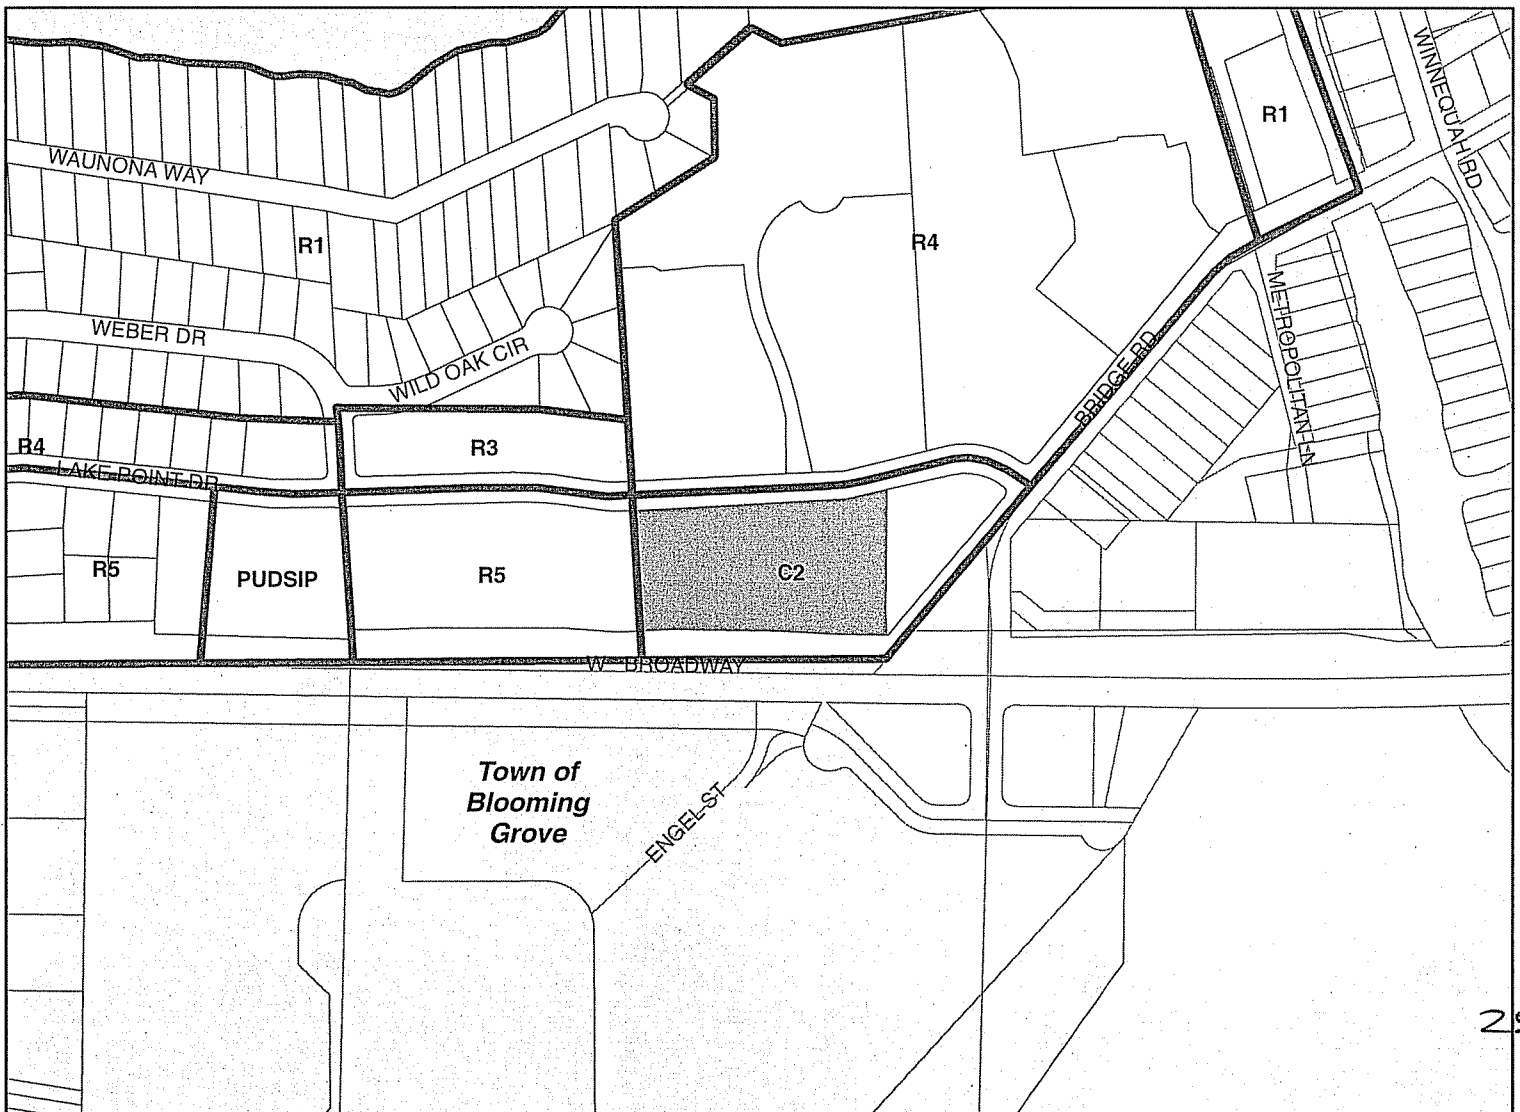 WINNEQUAH RD
R1
WAUNONA WAY
R1
R4
WEBER DR
METROPOLITAN LN
WILD OAK CIR
BRIDGE RD
R4
R3
LAKE POINT DR
R5
PUDSIP
R5
C2
W BROADWAY
Town of
Blooming
Grove
ENGEL ST